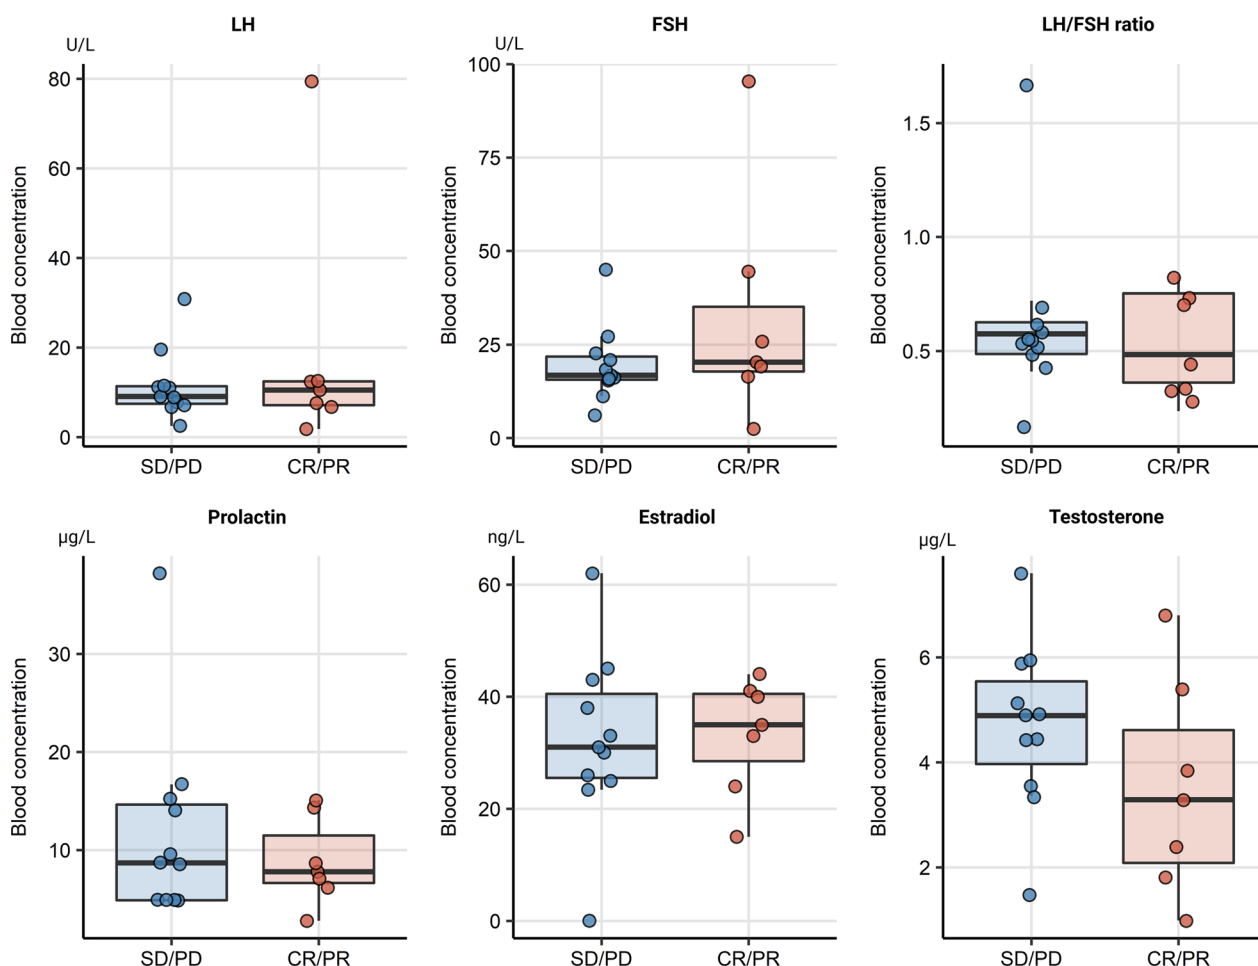 LH
U/L
Blood concentration
80
60
40
20
0
SD/PD CR/PR
FSH
U/L
Blood concentration
100
75
50
25
0
SD/PD CR/PR
LH/FSH ratio
Blood concentration
1.5
1.0
0.5
SD/PD CR/PR
Prolactin
µg/L
Blood concentration
30
20
10
SD/PD CR/PR
Estradiol
ng/L
Blood concentration
60
40
20
0
SD/PD CR/PR
Testosterone
µg/L
Blood concentration
6
4
2
SD/PD CR/PR